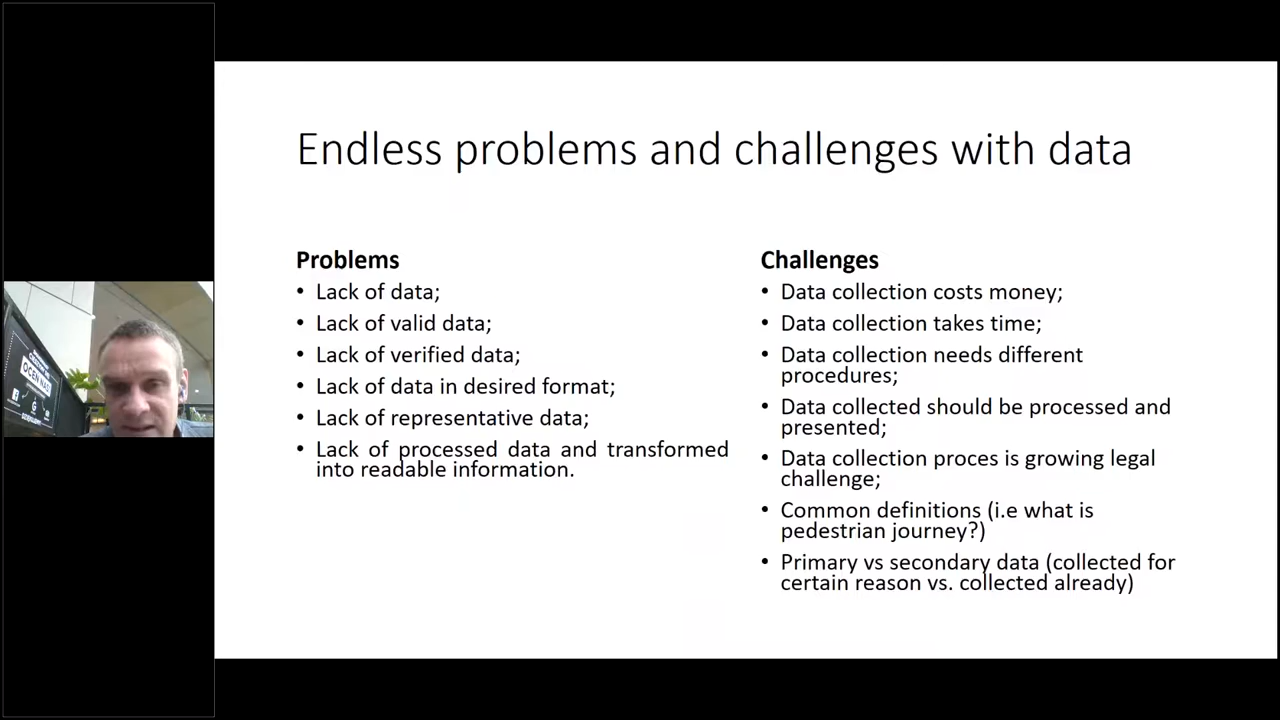 Endless problems and challenges with data
Problems
• Lack of data;
• Lack of valid data;
• Lack of verified data;
• Lack of data in desired format;
• Lack of representative data;
• Lack of processed data and transformed
into readable information.
Challenges
• Data collection costs money;
• Data collection takes time;
• Data collection needs different
procedures;
• Data collected should be processed and
presented;
• Data collection proces is growing legal
challenge;
• Common definitions (i.e what is
pedestrian journey?)
• Primary vs secondary data (collected for
certain reason vs. collected already)
OCEŃ NAS